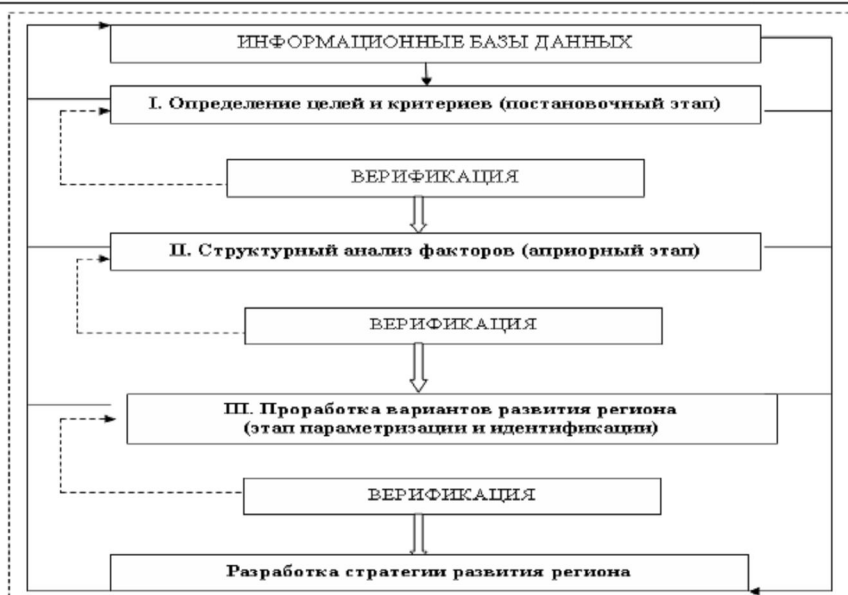 ИНФОРМАЦИОННЫЕ БАЗЫ ДАННЫХ
I. Определение целей и критериев (постановочный этап)
ВЕРИФИКАЦИЯ
II. Структурный анализ факторов (априорный этап)
ВЕРИФИКАЦИЯ
III. Проработка вариантов развития региона
(этап параметризации и идентификации)
ВЕРИФИКАЦИЯ
Разработка стратегии развития региона